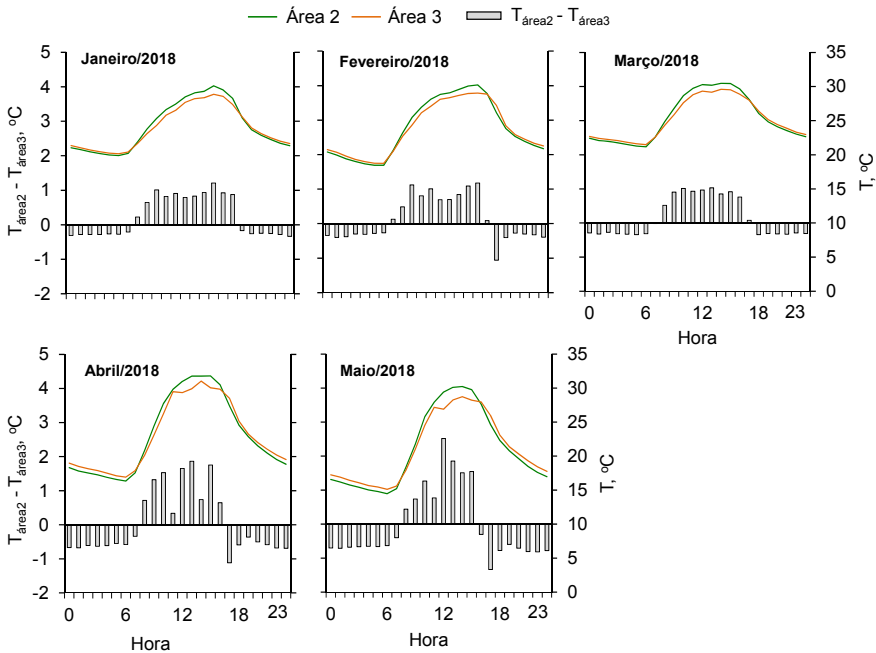 Área 2 Área 3 Tárea2 - Tárea3
Janeiro/2018
Fevereiro/2018
Março/2018
5
4
3
2
1
0
-1
-2
Tárea2 - Tárea3, ºC
35
30
25
20
15
10
5
0
T, ºC
0 6 12 18 23
Hora
Abril/2018
Maio/2018
5
4
3
2
1
0
-1
-2
Tárea2 - Tárea3, ºC
35
30
25
20
15
10
5
0
T, ºC
0 6 12 18 23
Hora
0 6 12 18 23
Hora